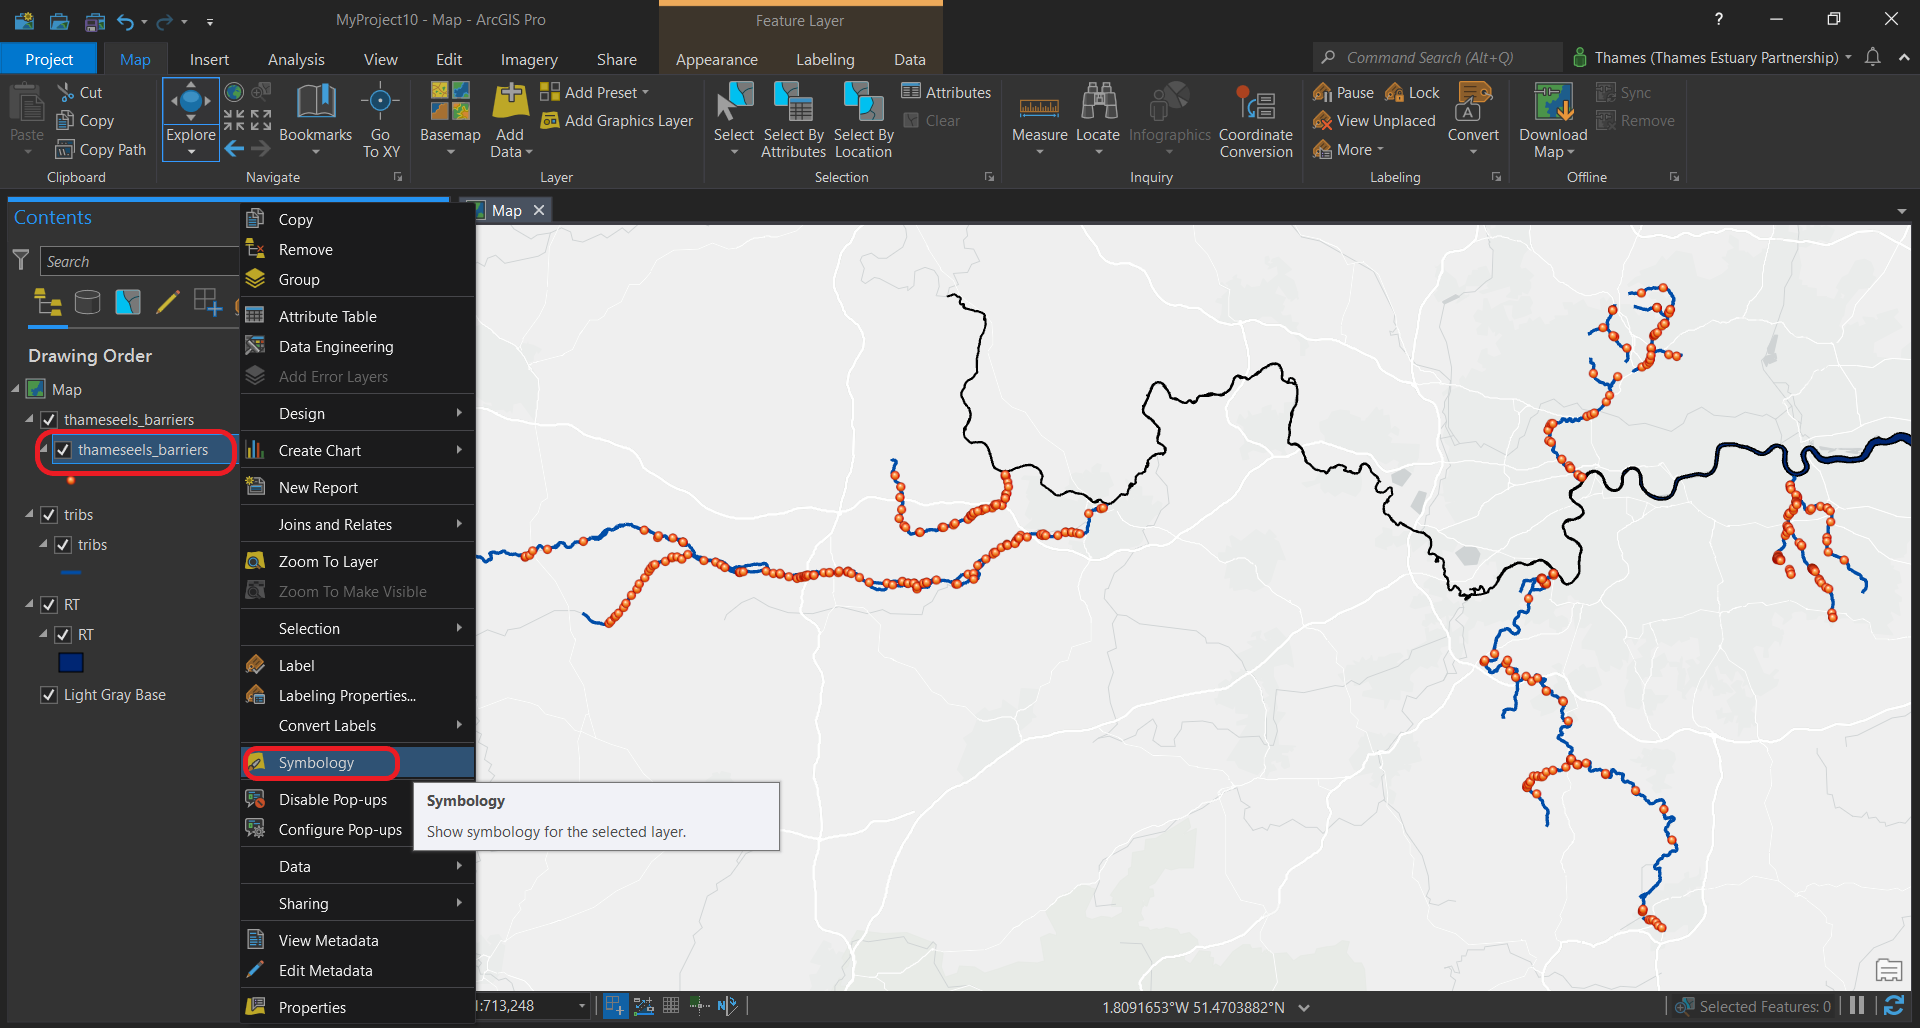 MyProject10 - Map - ArcGIS Pro
Feature Layer
?
Project
Map
Insert
Analysis
View
Edit
Imagery
Share
Appearance
Labeling
Data
Command Search (Alt+Q)
Thames (Thames Estuary Partnership)
Paste
Cut
Copy
Copy Path
Clipboard
Explore
Bookmarks
Go
To XY
Navigate
Basemap
Add
Data
Add Preset
Add Graphics Layer
Layer
Select
Select By
Attributes
Select By
Location
Attributes
Clear
Selection
Measure
Locate
Infographics
Coordinate
Conversion
Inquiry
Pause
Lock
View Unplaced
More
Convert
Labeling
Download
Map
Sync
Remove
Offline
Contents
Search
Drawing Order
Map
thameseels_barriers
thameseels_barriers
tribs
tribs
RT
RT
Light Gray Base
Copy
Remove
Group
Attribute Table
Data Engineering
Add Error Layers
Design
Create Chart
New Report
Joins and Relates
Zoom To Layer
Zoom To Make Visible
Selection
Label
Labeling Properties...
Convert Labels
Symbology
Disable Pop-ups
Configure Pop-ups
Data
Sharing
View Metadata
Edit Metadata
Properties
Symbology
Show symbology for the selected layer.
Map
1:713,248
1.8091653°W 51.4703882°N
Selected Features: 0